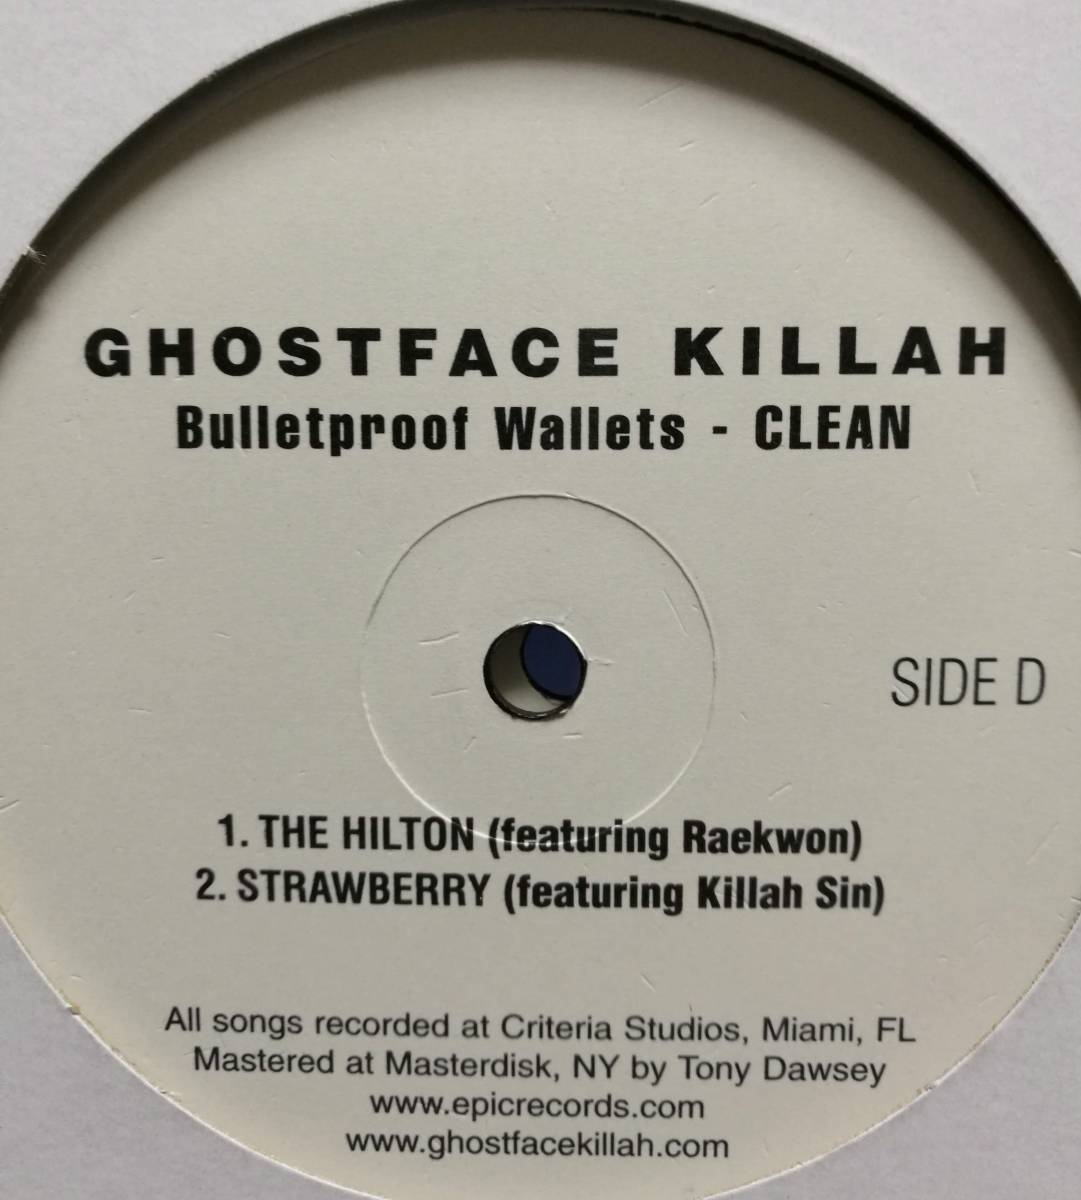 GHOSTFACE KILLAH
Bulletproof Wallets - CLEAN
SIDE D
1. THE HILTON (featuring Raekwon)
2. STRAWBERRY (featuring Killah Sin)
All songs recorded at Criteria Studios, Miami, FL
Mastered at Masterdisk, NY by Tony Dawsey
www.epicrecords.com
www.ghostfacekillah.com